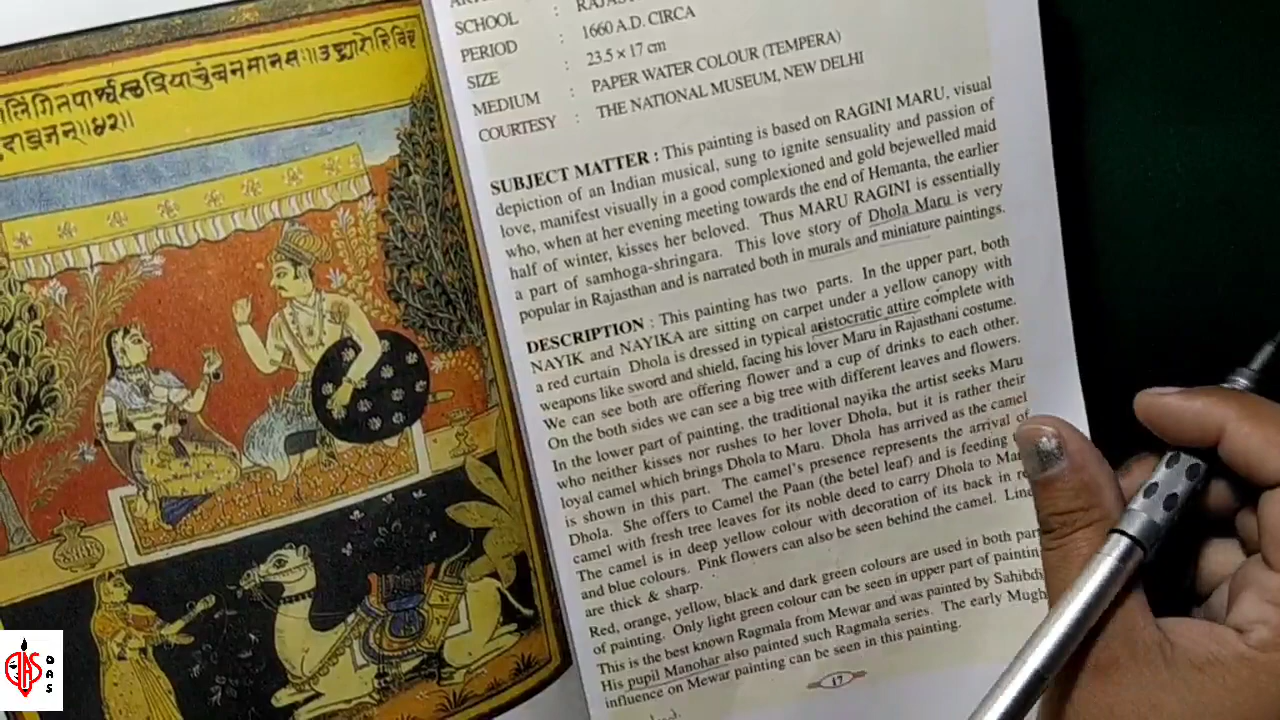 SCHOOL :
PERIOD : 1660 A.D. CIRCA
SIZE : 23.5 × 17 cm
MEDIUM : PAPER WATER COLOUR (TEMPERA)
COURTESY : THE NATIONAL MUSEUM, NEW DELHI
SUBJECT MATTER : This painting is based on RAGINI MARU, visual
depiction of an Indian musical, sung to ignite sensuality and passion of
love, manifest visually in a good complexioned and gold bejewelled maid
who, when at her evening meeting towards the end of Hemanta, the earlier
half of winter, kisses her beloved. Thus MARU RAGINI is essentially
a part of samhoga-shringara. This love story of Dhola Maru is very
popular in Rajasthan and is narrated both in murals and miniature paintings.
DESCRIPTION : This painting has two parts. In the upper part, both
NAYIK and NAYIKA are sitting on carpet under a yellow canopy with
a red curtain Dhola is dressed in typical aristocratic attire complete with
weapons like sword and shield, facing his lover Maru in Rajasthani costume.
We can see both are offering flower and a cup of drinks to each other.
On the both sides we can see a big tree with different leaves and flowers.
In the lower part of painting, the traditional nayika the artist seeks Maru
who neither kisses nor rushes to her lover Dhola, but it is rather their
loyal camel which brings Dhola to Maru. Dhola has arrived as the camel
is shown in this part. The camel's presence represents the arrival of
Dhola. She offers to Camel the Paan (the betel leaf) and is feeding
camel with fresh tree leaves for its noble deed to carry Dhola to
The camel is in deep yellow colour with decoration of its back in
and blue colours. Pink flowers can also be seen behind the camel.
are thick & sharp.
Red, orange, yellow, black and dark green colours are used in both
of painting. Only light green colour can be seen in upper part of
This is the best known Ragmala from Mewar and was painted by
His pupil Manohar also painted such Ragmala series. The early
influence on Mewar painting can be seen in this painting.
17
DAS